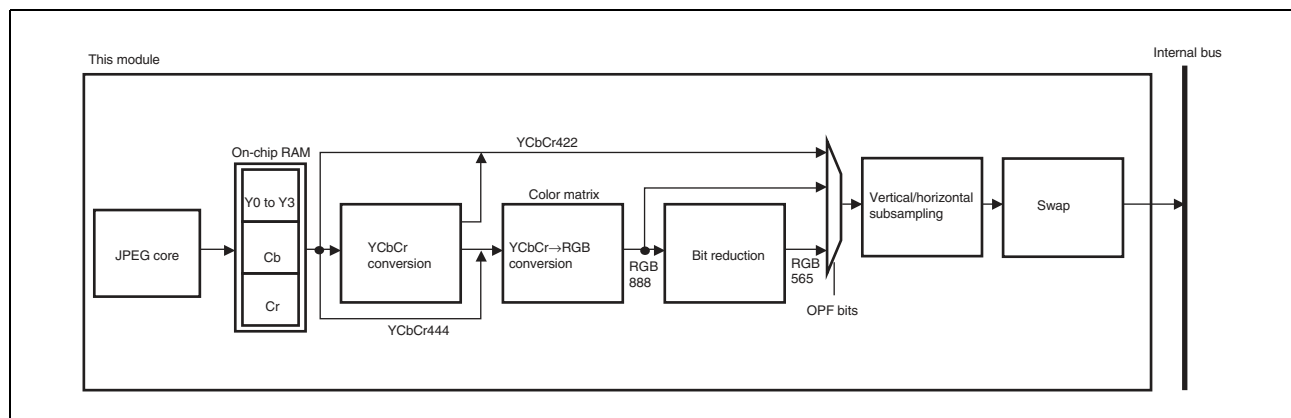 This module
Internal bus
YCbCr422
On-chip RAM
Color matrix
Y0 to Y3
Cb
Cr
JPEG core
YCbCr
conversion
YCbCr→RGB
conversion
RGB
888
Bit reduction
RGB
565
OPF bits
Vertical/horizontal
subsampling
Swap
YCbCr444